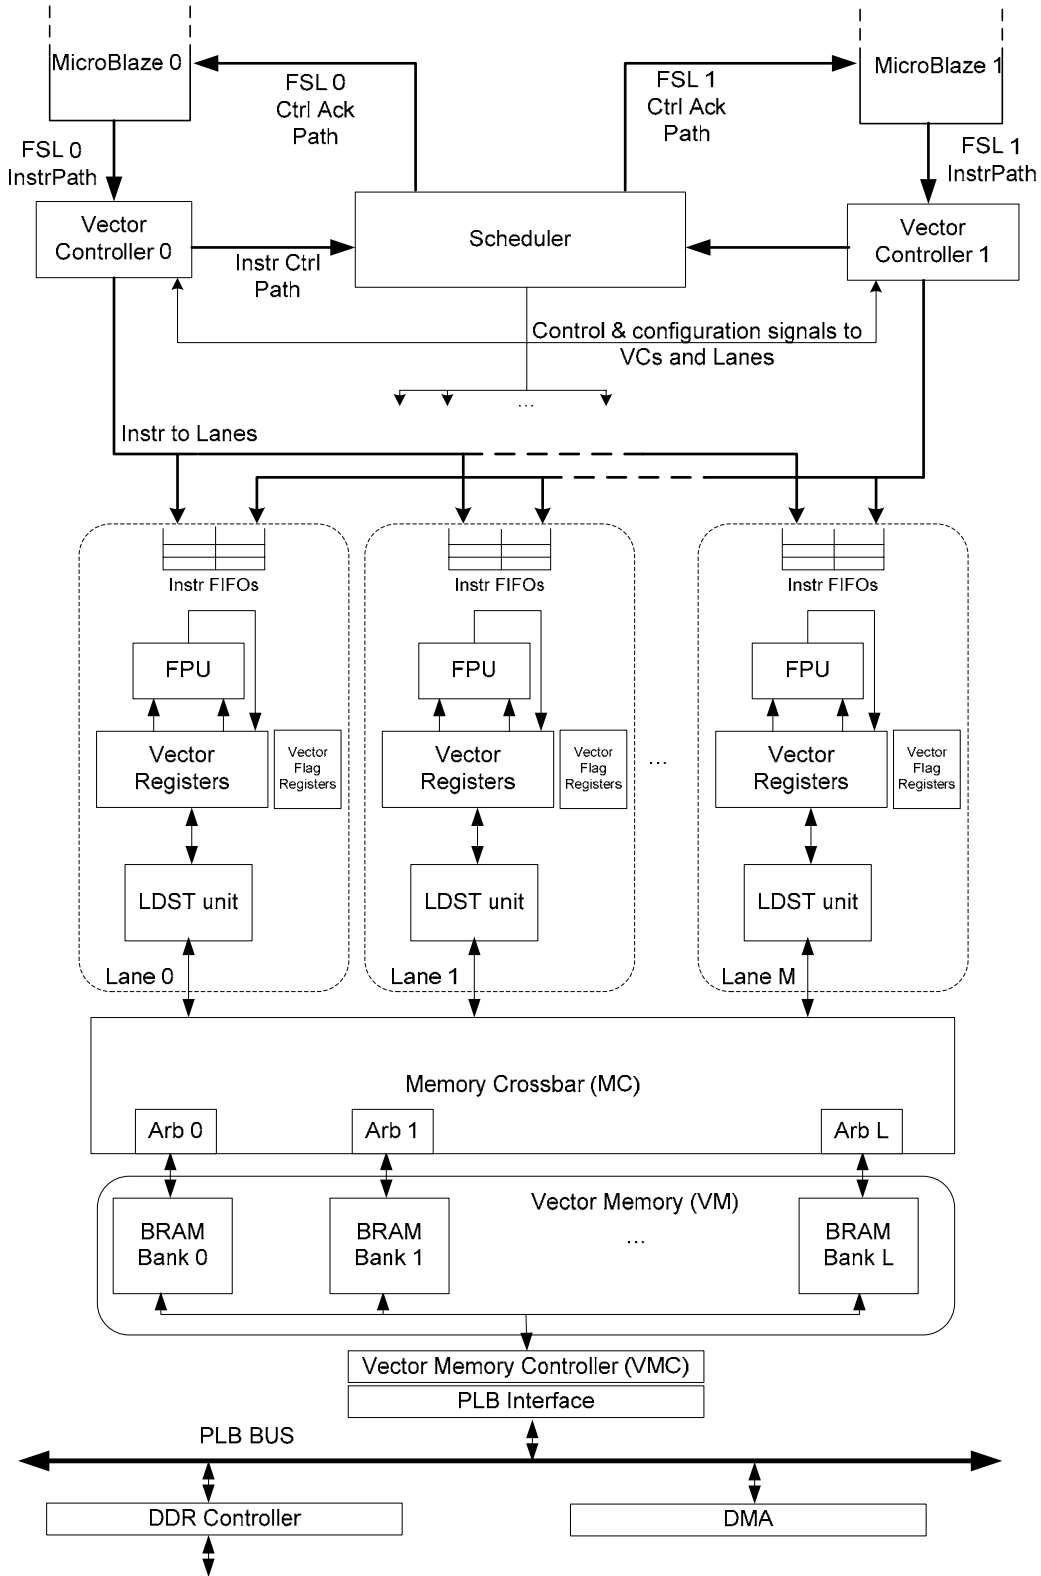 MicroBlaze 0
MicroBlaze 1
FSL 0
Ctrl Ack
Path
FSL 1
Ctrl Ack
Path
FSL 0
InstrPath
FSL 1
InstrPath
Vector
Controller 0
Scheduler
Vector
Controller 1
Instr Ctrl
Path
Control & configuration signals to
VCs and Lanes
...
Instr to Lanes
Instr FIFOs
Instr FIFOs
Instr FIFOs
FPU
FPU
FPU
Vector
Registers
Vector
Flag
Registers
Vector
Registers
Vector
Flag
Registers
...
Vector
Registers
Vector
Flag
Registers
LDST unit
LDST unit
LDST unit
Lane 0
Lane 1
Lane M
Memory Crossbar (MC)
Arb 0
Arb 1
Arb L
Vector Memory (VM)
BRAM
Bank 0
BRAM
Bank 1
...
BRAM
Bank L
Vector Memory Controller (VMC)
PLB Interface
PLB BUS
DDR Controller
DMA